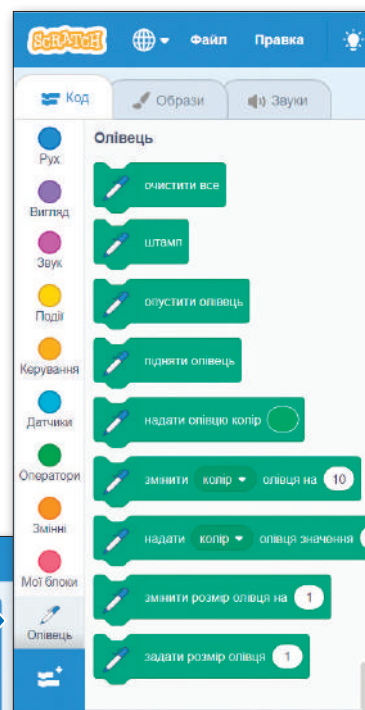 SCRATCH Файл Правка
Код Образи Звуки
Рух
Вигляд
Звук
Події
Керування
Датчики
Оператори
Змінні
Мої блоки
Олівець
Олівець
очистити все
штамп
опустити олівець
підняти олівець
надати олівцю колір
змінити колір олівця на 10
надати колір олівця значення
змінити розмір олівця на 1
задати розмір олівця 1